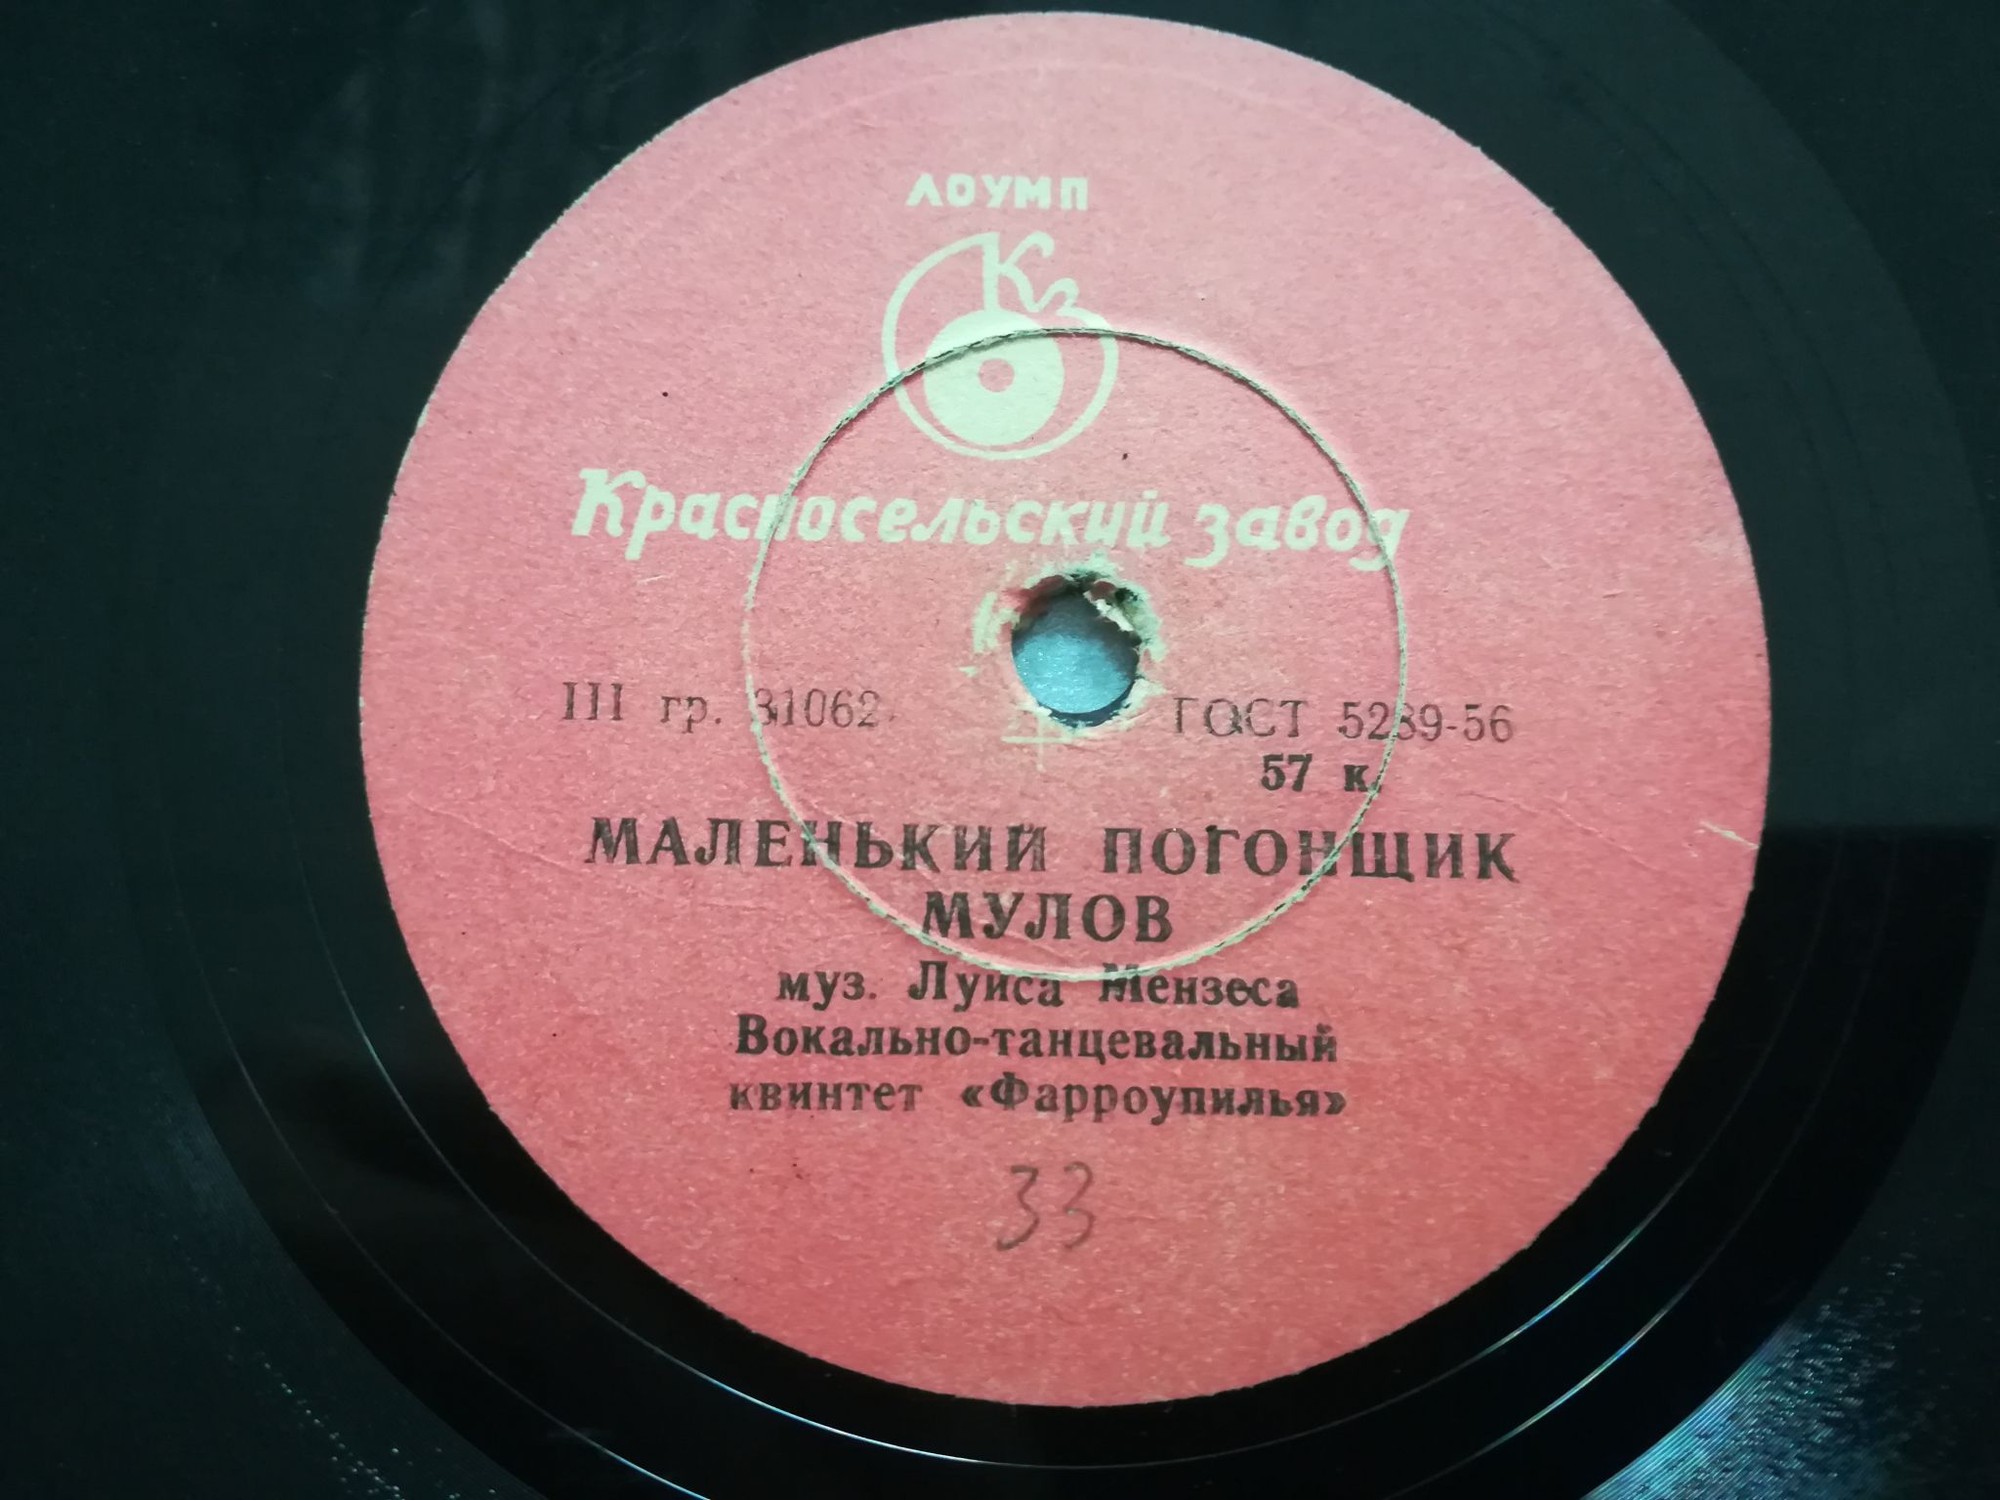 ЛОУМП
Кз
Красносельский завод
III гр. 31062
ГОСТ 5289-56
57 к.
МАЛЕНЬКИЙ ПОГОНЩИК
МУЛОВ
муз. Луиса Мензеса
Вокально-танцевальный
квинтет «Фарроупилья»
33